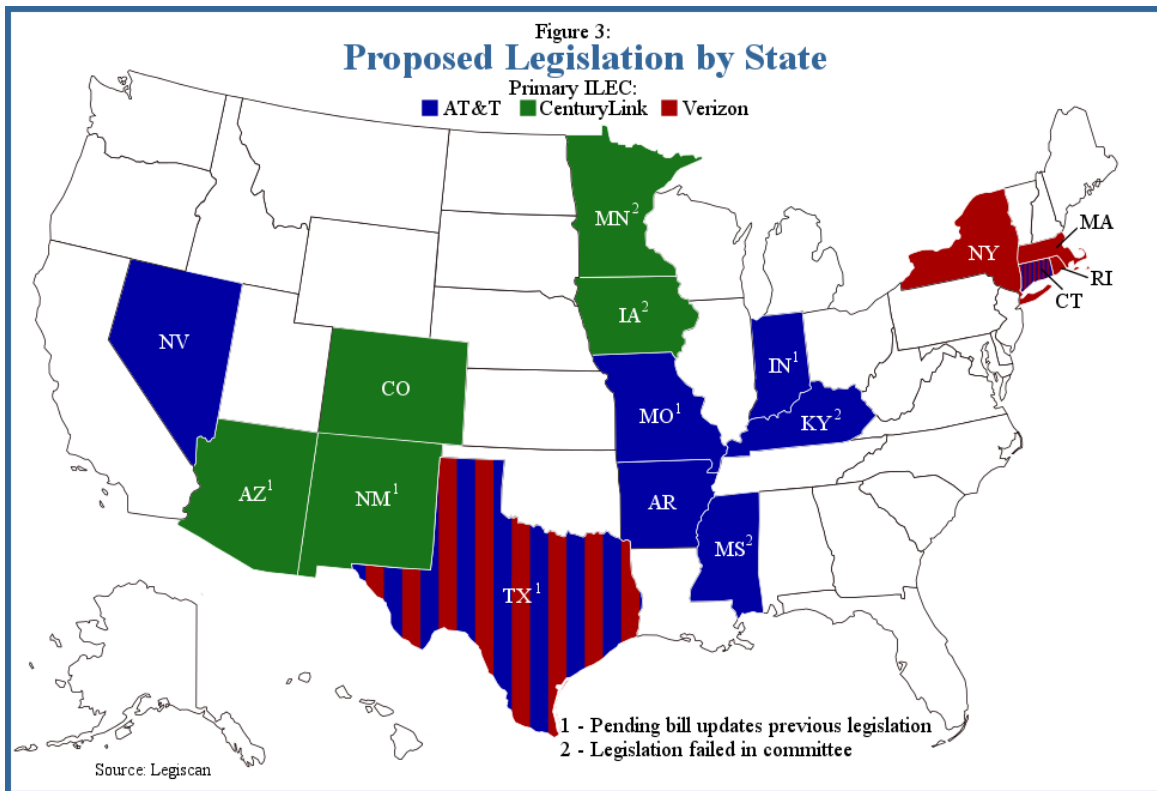 Figure 3:
Proposed Legislation by State
Primary ILEC:
AT&T CenturyLink Verizon
MN²
MA
NY
RI
CT
IA²
NV
IN¹
CO
MO¹
KY²
AZ¹
NM¹
AR
MS²
TX¹
1 - Pending bill updates previous legislation
2 - Legislation failed in committee
Source: Legiscan